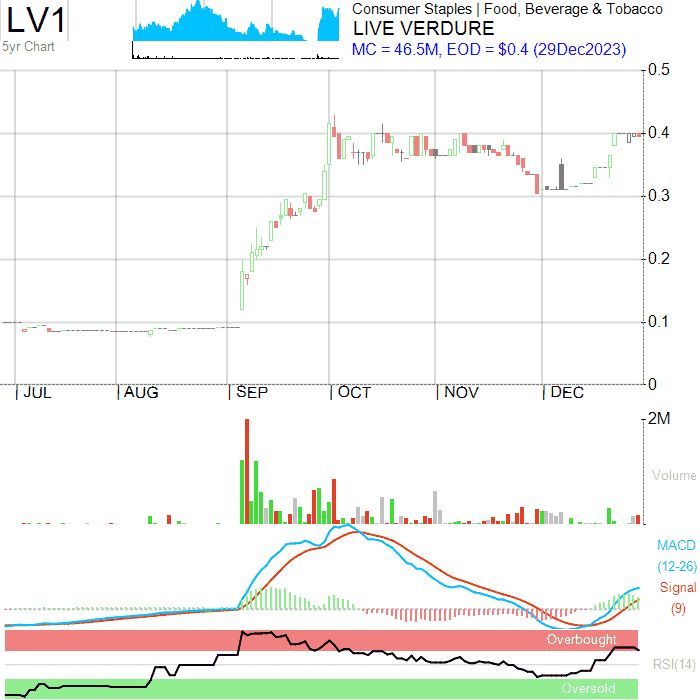 LV1
5yr Chart
Consumer Staples | Food, Beverage & Tobacco
LIVE VERDURE
MC = 46.5M, EOD = $0.4 (29Dec2023)
0.5
0.4
0.3
0.2
0.1
0
JUL AUG SEP OCT NOV DEC
2M
Volume
MACD
(12-26)
Signal
(9)
Overbought
RSI(14)
Oversold